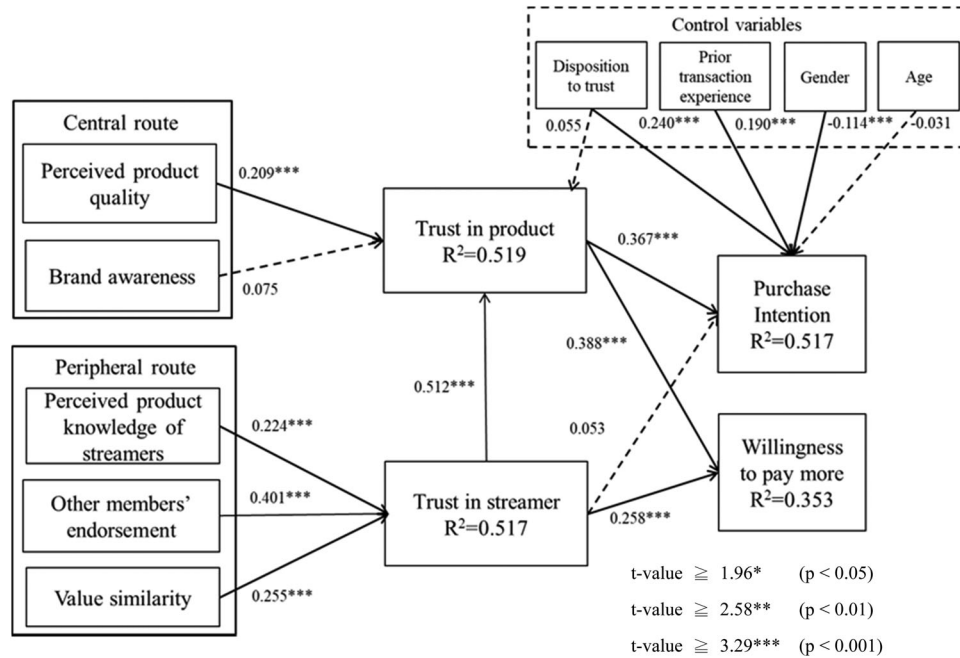 Control variables
Disposition
to trust
Prior
transaction
experience
Gender
Age
0.055
0.240***
0.190***
-0.114***
-0.031
Central route
Perceived product
quality
Brand awareness
0.209***
0.075
Trust in product
R²=0.519
0.367***
0.388***
Purchase
Intention
R²=0.517
Peripheral route
Perceived product
knowledge of
streamers
Other members’
endorsement
Value similarity
0.224***
0.401***
0.255***
0.512***
0.053
Trust in streamer
R²=0.517
0.258***
Willingness
to pay more
R²=0.353
t-value ≧ 1.96* (p < 0.05)
t-value ≧ 2.58** (p < 0.01)
t-value ≧ 3.29*** (p < 0.001)